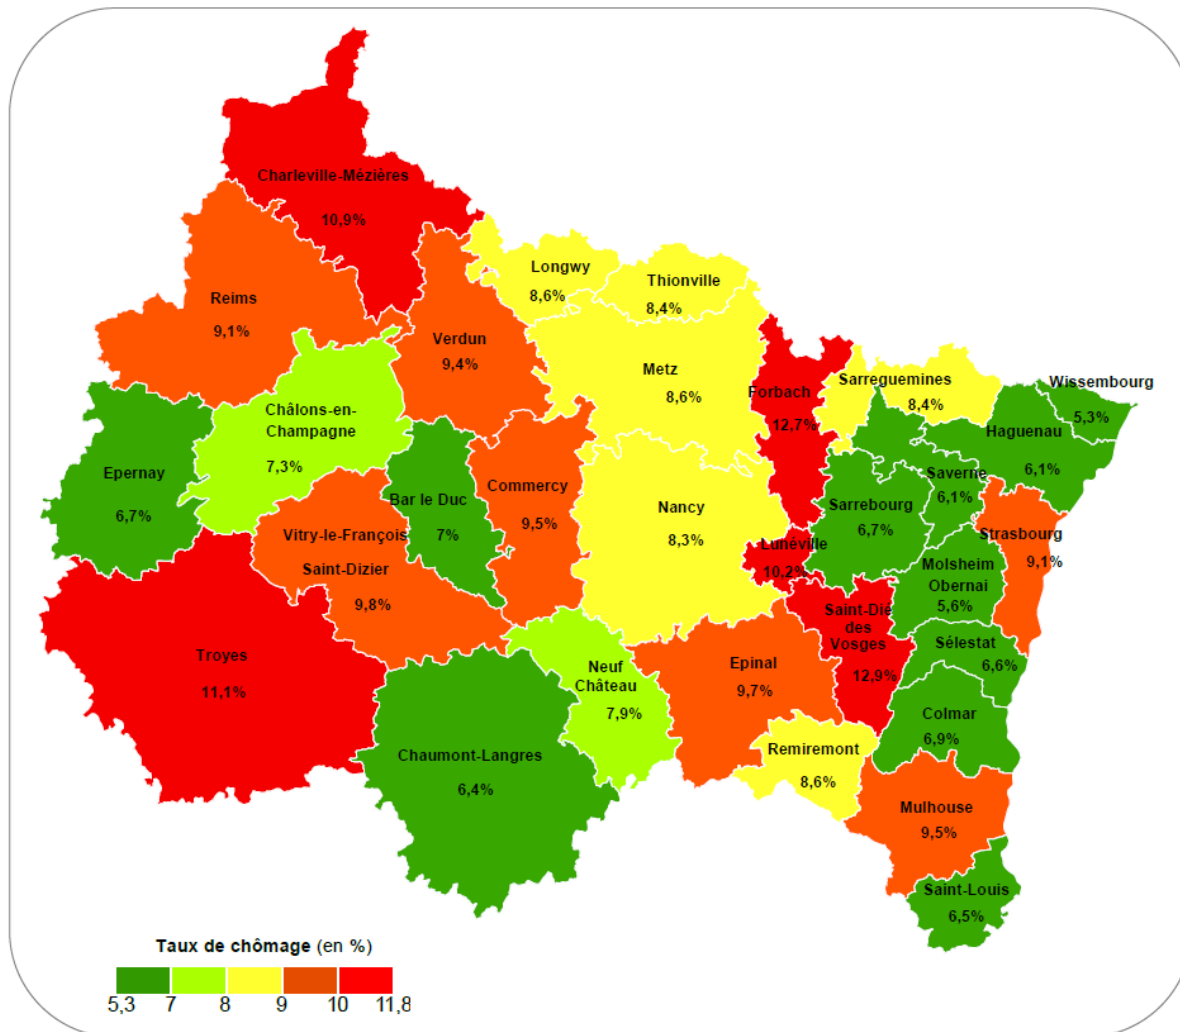 Charleville-Mézières
10,9%
Reims
9,1%
Longwy
8,6%
Thionville
8,4%
Verdun
9,4%
Metz
8,6%
Forbach
12,7%
Sarreguemines
8,4%
Wissembourg
5,3%
Haguenau
6,1%
Châlons-en-
Champagne
7,3%
Epernay
6,7%
Bar le Duc
7%
Commercy
9,5%
Nancy
8,3%
Saverne
6,1%
Sarrebourg
6,7%
Strasbourg
9,1%
Vitry-le-François
Saint-Dizier
9,8%
Lunéville
10,2%
Molsheim
Obernai
5,6%
Saint-Dié
des
Vosges
12,9%
Sélestat
6,6%
Troyes
11,1%
Neuf
Château
7,9%
Epinal
9,7%
Colmar
6,9%
Chaumont-Langres
6,4%
Remiremont
8,6%
Mulhouse
9,5%
Saint-Louis
6,5%
Taux de chômage (en %)
5,3 7 8 9 10 11,8